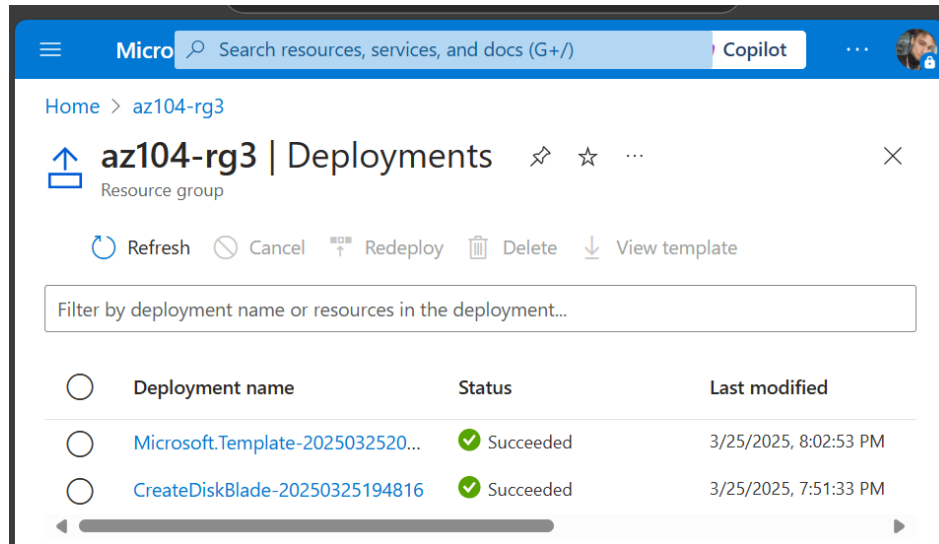 Micro Search resources, services, and docs (G+/) Copilot ...
Home > az104-rg3
az104-rg3 | Deployments ...
Resource group
Refresh Cancel Redeploy Delete View template
Filter by deployment name or resources in the deployment...
Deployment name Status Last modified
Microsoft.Template-2025032520... Succeeded 3/25/2025, 8:02:53 PM
CreateDiskBlade-20250325194816 Succeeded 3/25/2025, 7:51:33 PM